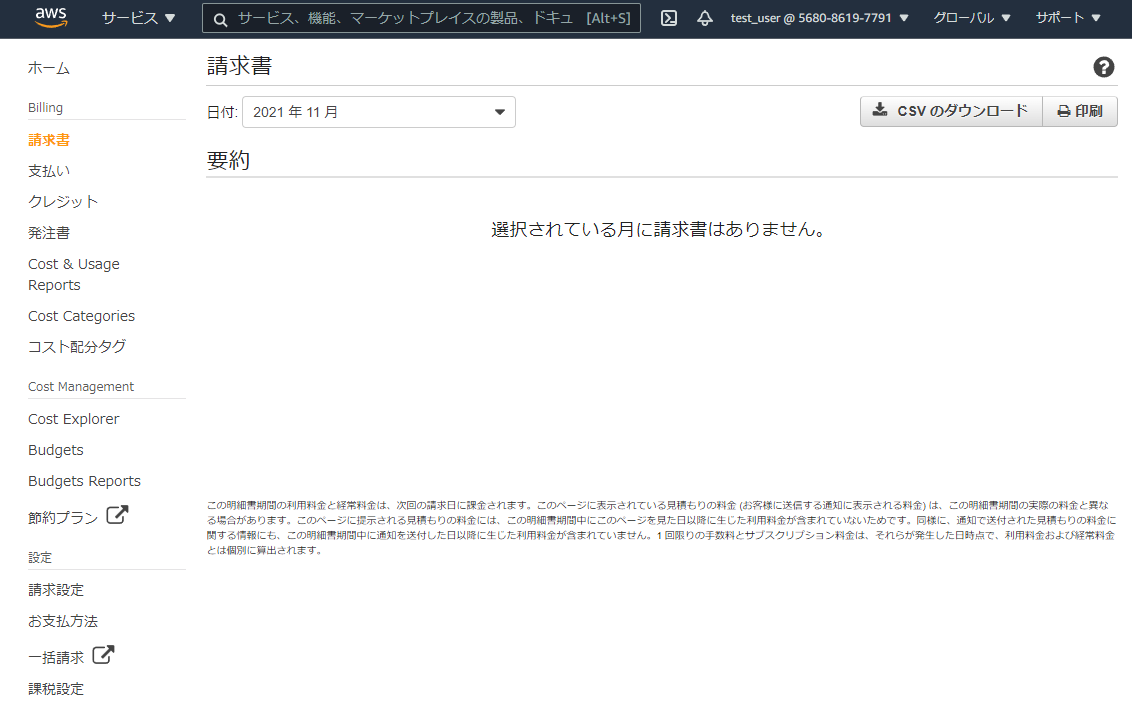 aws
サービス ▼
サービス、機能、マーケットプレイスの製品、ドキュ [Alt+S]
test_user @ 5680-8619-7791 ▼
グローバル ▼
サポート ▼
ホーム
Billing
請求書
支払い
クレジット
発注書
Cost & Usage
Reports
Cost Categories
コスト配分タグ
Cost Management
Cost Explorer
Budgets
Budgets Reports
節約プラン
設定
請求設定
お支払方法
一括請求
課税設定
請求書
日付: 2021 年 11 月
CSV のダウンロード
印刷
要約
選択されている月に請求書はありません。
この明細書期間の利用料金と経常料金は、次回の請求日に課金されます。このページに表示されている見積もりの料金 (お客様に送信する通知に表示される料金) は、この明細書期間の実際の料金と異な
る場合があります。このページに提示される見積もりの料金には、この明細書期間中にこのページを見た日以降に生じた利用料金が含まれていないためです。同様に、通知で送付された見積もりの料金に
関する情報にも、この明細書期間中に通知を送付した日以降に生じた利用料金が含まれていません。1 回限りの手数料とサブスクリプション料金は、それらが発生した日時点で、利用料金および経常料金
とは個別に算出されます。